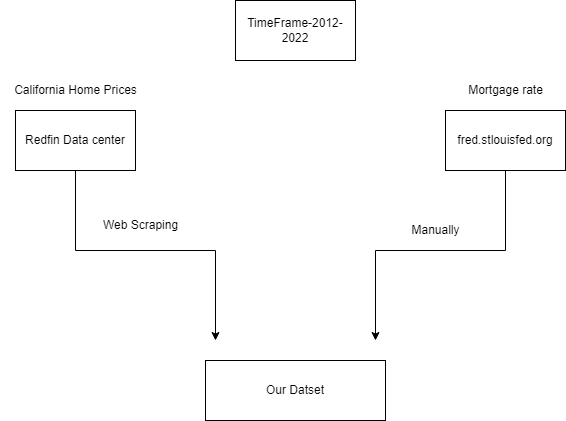 TimeFrame-2012-
2022
California Home Prices
Mortgage rate
Redfin Data center
fred.stlouisfed.org
Web Scraping
Manually
Our Datset